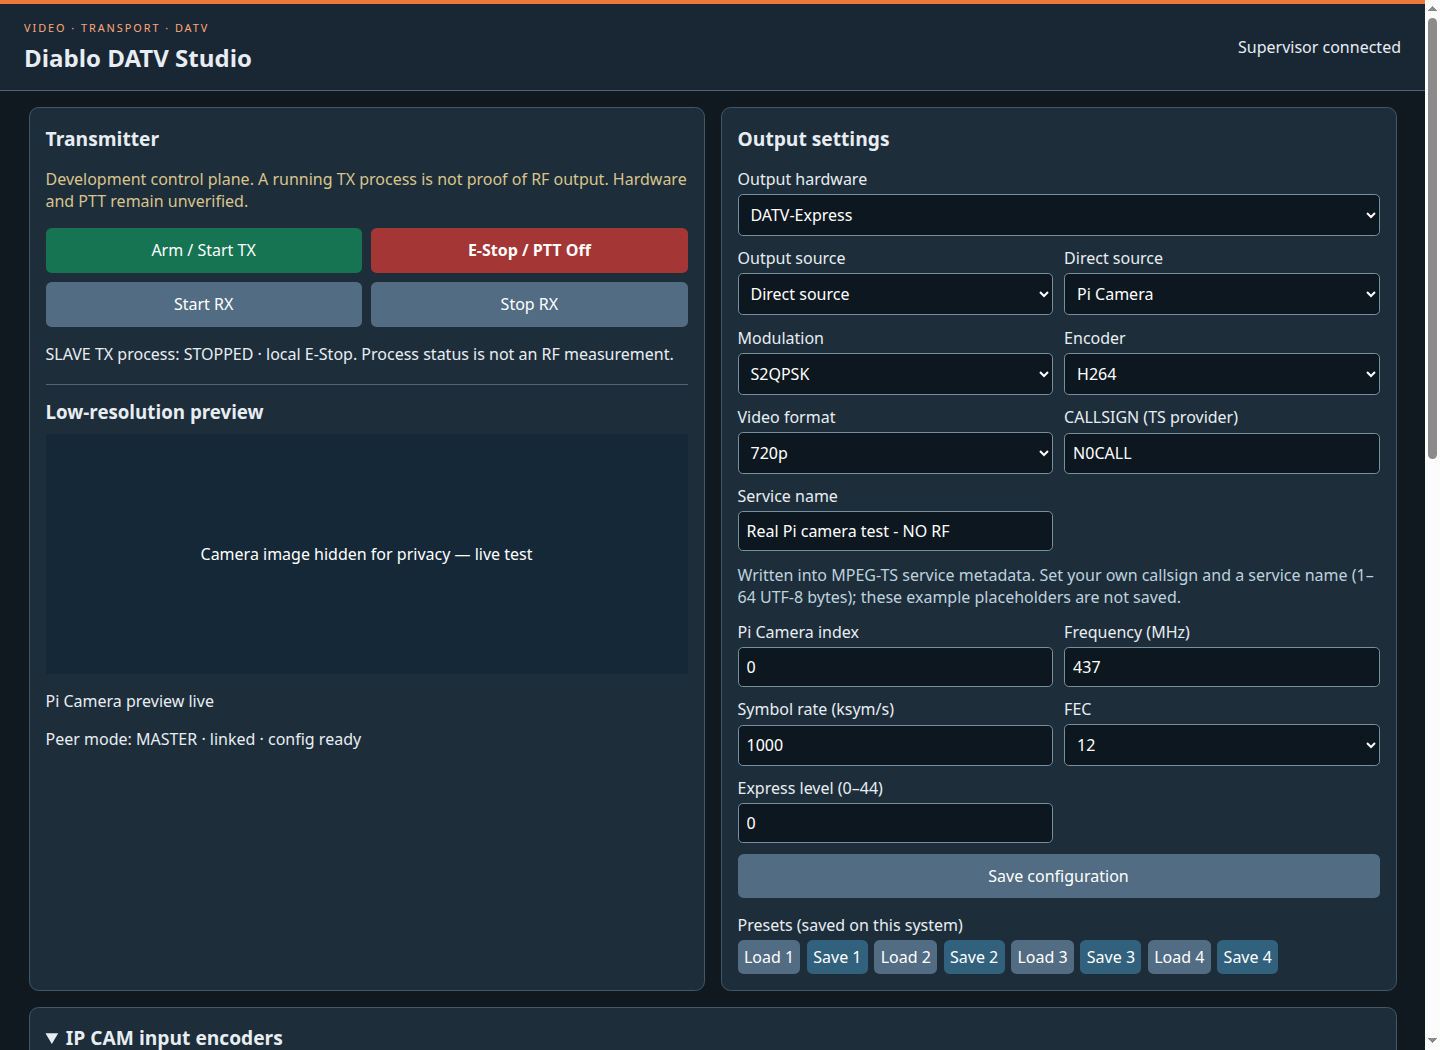 VIDEO · TRANSPORT · DATV
Diablo DATV Studio
Supervisor connected
Transmitter
Development control plane. A running TX process is not proof of RF output. Hardware
and PTT remain unverified.
Arm / Start TX
E-Stop / PTT Off
Start RX
Stop RX
SLAVE TX process: STOPPED · local E-Stop. Process status is not an RF measurement.
Low-resolution preview
Camera image hidden for privacy — live test
Pi Camera preview live
Peer mode: MASTER · linked · config ready
Output settings
Output hardware
DATV-Express
Output source
Direct source
Direct source
Pi Camera
Modulation
Encoder
S2QPSK
H264
Video format
CALLSIGN (TS provider)
720p
N0CALL
Service name
Real Pi camera test - NO RF
Written into MPEG-TS service metadata. Set your own callsign and a service name (1–
64 UTF-8 bytes); these example placeholders are not saved.
Pi Camera index
Frequency (MHz)
0
437
Symbol rate (ksym/s)
FEC
1000
12
Express level (0–44)
0
Save configuration
Presets (saved on this system)
Load 1 Save 1 Load 2 Save 2 Load 3 Save 3 Load 4 Save 4
▼ IP CAM input encoders